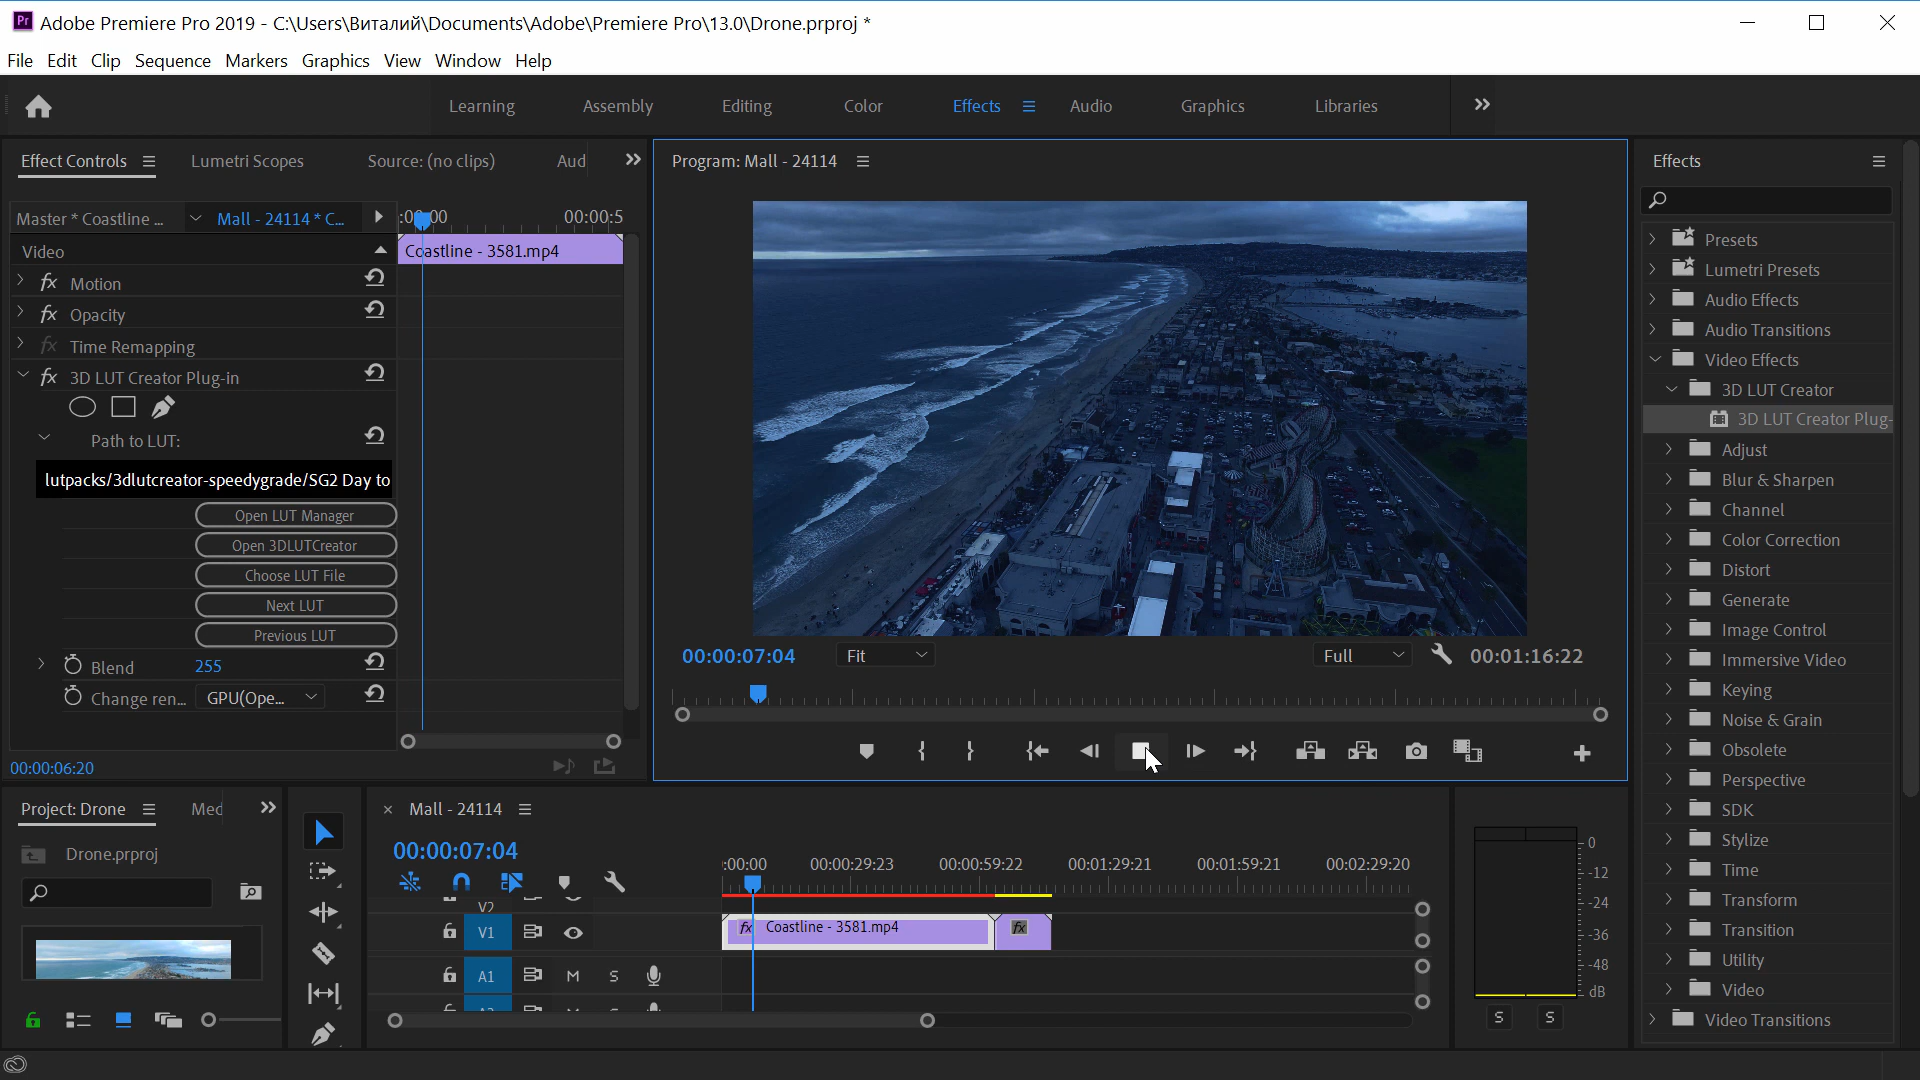 Adobe Premiere Pro 2019 - C:\Users\Виталий\Documents\Adobe\Premiere Pro\13.0\Drone.prproj *
File Edit Clip Sequence Markers Graphics View Window Help
Learning Assembly Editing Color Effects Audio Graphics Libraries
Effect Controls Lumetri Scopes Source: (no clips) Aud
Master * Coastline ... Mall - 24114 * C...
:00:00 00:00:5
Video
Coastline - 3581.mp4
fx Motion
fx Opacity
fx Time Remapping
fx 3D LUT Creator Plug-in
Path to LUT:
lutpacks/3dlutcreator-speedygrade/SG2 Day to
Open LUT Manager
Open 3DLUTCreator
Choose LUT File
Next LUT
Previous LUT
Blend 255
Change ren... GPU(Ope...
00:00:06:20
Program: Mall - 24114
00:00:07:04 Fit Full 00:01:16:22
Effects
Presets
Lumetri Presets
Audio Effects
Audio Transitions
Video Effects
3D LUT Creator
3D LUT Creator Plug-
Adjust
Blur & Sharpen
Channel
Color Correction
Distort
Generate
Image Control
Immersive Video
Keying
Noise & Grain
Obsolete
Perspective
SDK
Stylize
Time
Transform
Transition
Utility
Video
Video Transitions
Project: Drone Med
Drone.prproj
× Mall - 24114
00:00:07:04
:00:00 00:00:29:23 00:00:59:22 00:01:29:21 00:01:59:21 00:02:29:20
V2
V1
fx Coastline - 3581.mp4 fx
A1 M S
0
-12
-24
-36
-48
dB
S S